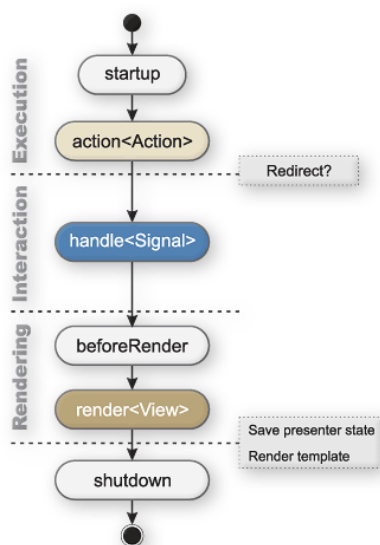 startup
Execution
action<Action>
Redirect?
Interaction
handle<Signal>
beforeRender
Rendering
render<View>
Save presenter state
Render template
shutdown